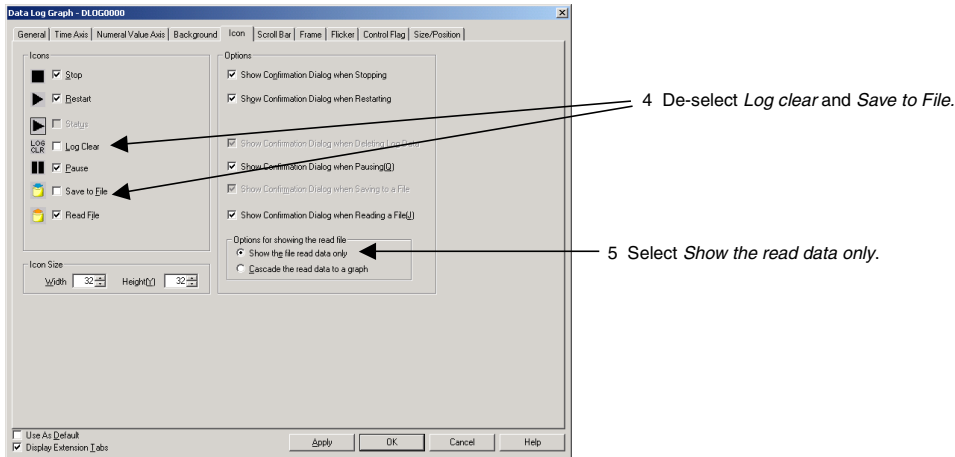 Data Log Graph - DLOG0000
General Time Axis Numeral Value Axis Background Icon Scroll Bar Frame Flicker Control Flag Size/Position
Icons
Stop
Restart
Status
LOG CLR Log Clear
Pause
Save to File
Read File
Icon Size
Width 32 Height(Y) 32
Options
Show Confirmation Dialog when Stopping
Show Confirmation Dialog when Restarting
Show Confirmation Dialog when Deleting Log Data
Show Confirmation Dialog when Pausing(Q)
Show Confirmation Dialog when Saving to a File
Show Confirmation Dialog when Reading a File(J)
Options for showing the read file
Show the file read data only
Cascade the read data to a graph
4 De-select Log clear and Save to File.
5 Select Show the read data only.
Use As Default
Display Extension Tabs
Apply OK Cancel Help